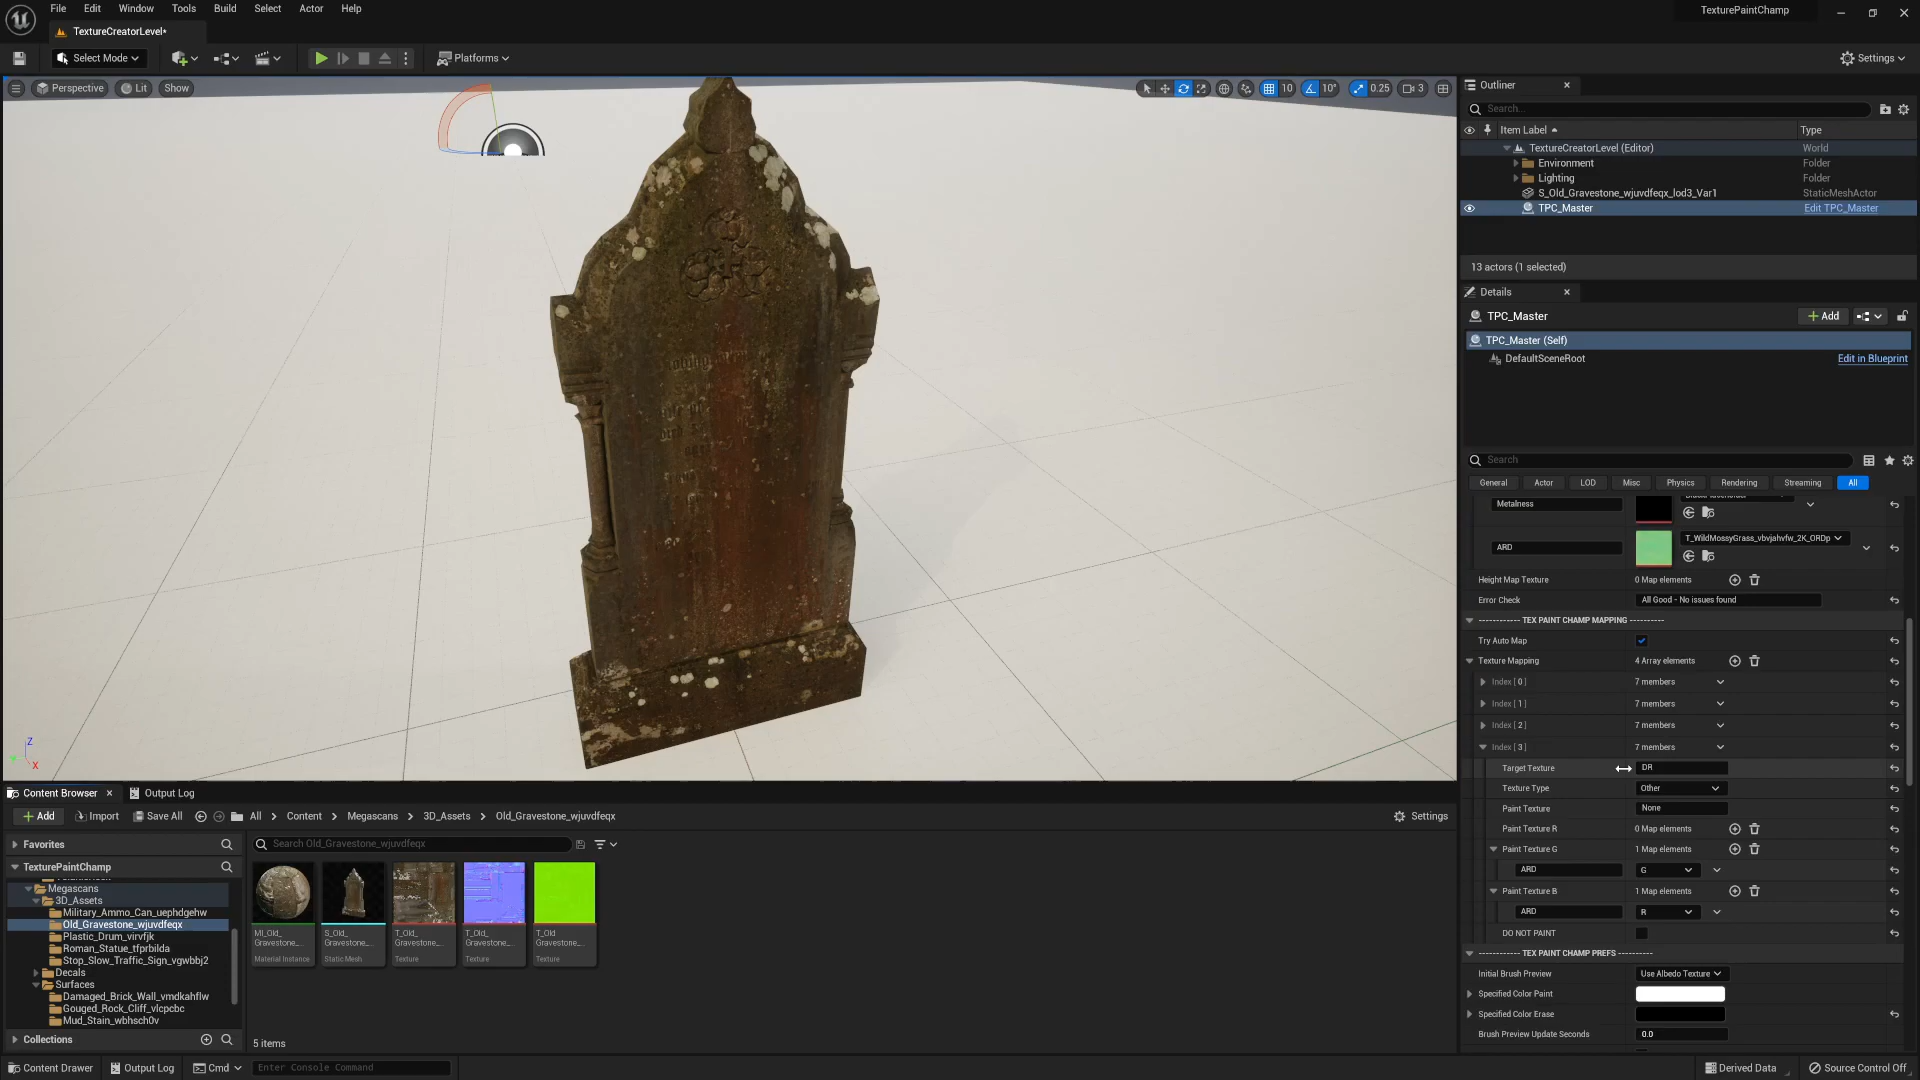 File Edit Window Tools Build Select Actor Help
TexturePaintChamp
TextureCreatorLevel*
Select Mode
Platforms
Settings
Perspective Lit Show
10 10° 0.25 3
Outliner
Search...
Item Label Type
TextureCreatorLevel (Editor) World
Environment Folder
Lighting Folder
S_Old_Gravestone_wjuvdfeqx_lod3_Var1 StaticMeshActor
TPC_Master Edit TPC_Master
13 actors (1 selected)
Details
TPC_Master
Add
TPC_Master (Self)
DefaultSceneRoot Edit in Blueprint
Search
General Actor LOD Misc Physics Rendering Streaming All
Metalness
ARD T_WildMossyGrass_vbvjahvfw_2K_ORDp
Height Map Texture 0 Map elements
Error Check All Good - No issues found
------------ TEX PAINT CHAMP MAPPING ----------
Try Auto Map
Texture Mapping 4 Array elements
Index [ 0 ] 7 members
Index [ 1 ] 7 members
Index [ 2 ] 7 members
Index [ 3 ] 7 members
Target Texture DR
Texture Type Other
Paint Texture None
Paint Texture R 0 Map elements
Paint Texture G 1 Map elements
ARD G
Paint Texture B 1 Map elements
ARD R
DO NOT PAINT
------------ TEX PAINT CHAMP PREFS ----------
Initial Brush Preview Use Albedo Texture
Specified Color Paint
Specified Color Erase
Brush Preview Update Seconds 0.0
Z
Y
X
Content Browser Output Log
Add Import Save All All Content Megascans 3D_Assets Old_Gravestone_wjuvdfeqx Settings
Favorites
Search Old_Gravestone_wjuvdfeqx
TexturePaintChamp
Megascans
3D_Assets
Military_Ammo_Can_uephdgehw
Old_Gravestone_wjuvdfeqx
Plastic_Drum_virvfjk
Roman_Statue_tfprbilda
Stop_Slow_Traffic_Sign_vgwbbj2
Decals
Surfaces
Damaged_Brick_Wall_vmdkahflw
Gouged_Rock_Cliff_vlcpcbc
Mud_Stain_wbhsch0v
Collections
MI_Old_
Gravestone_...
Material Instance
S_Old_
Gravestone_...
Static Mesh
T_Old_
Gravestone_...
Texture
T_Old_
Gravestone_...
Texture
T_Old
Gravestone_...
Texture
5 items
Content Drawer Output Log Cmd Enter Console Command Derived Data Source Control Off